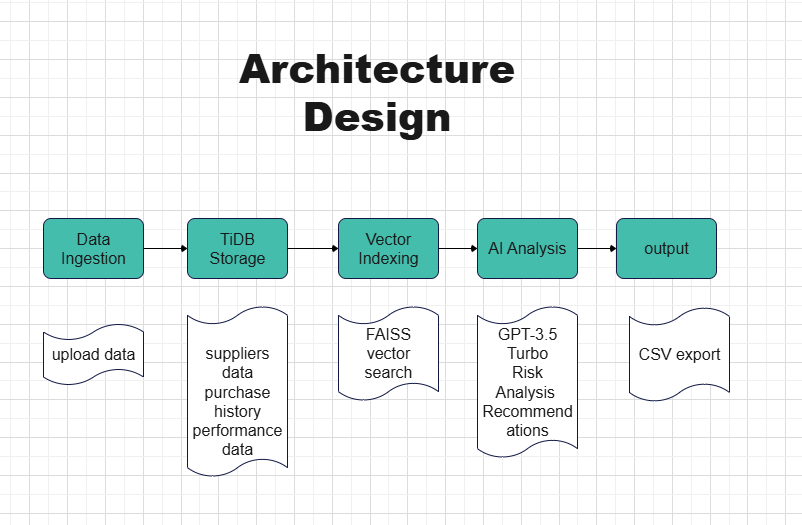 Architecture
Design
Data
Ingestion
TiDB
Storage
Vector
Indexing
AI Analysis
output
upload data
suppliers
data
purchase
history
performance
data
FAISS
vector
search
GPT-3.5
Turbo
Risk
Analysis
Recommend
ations
CSV export